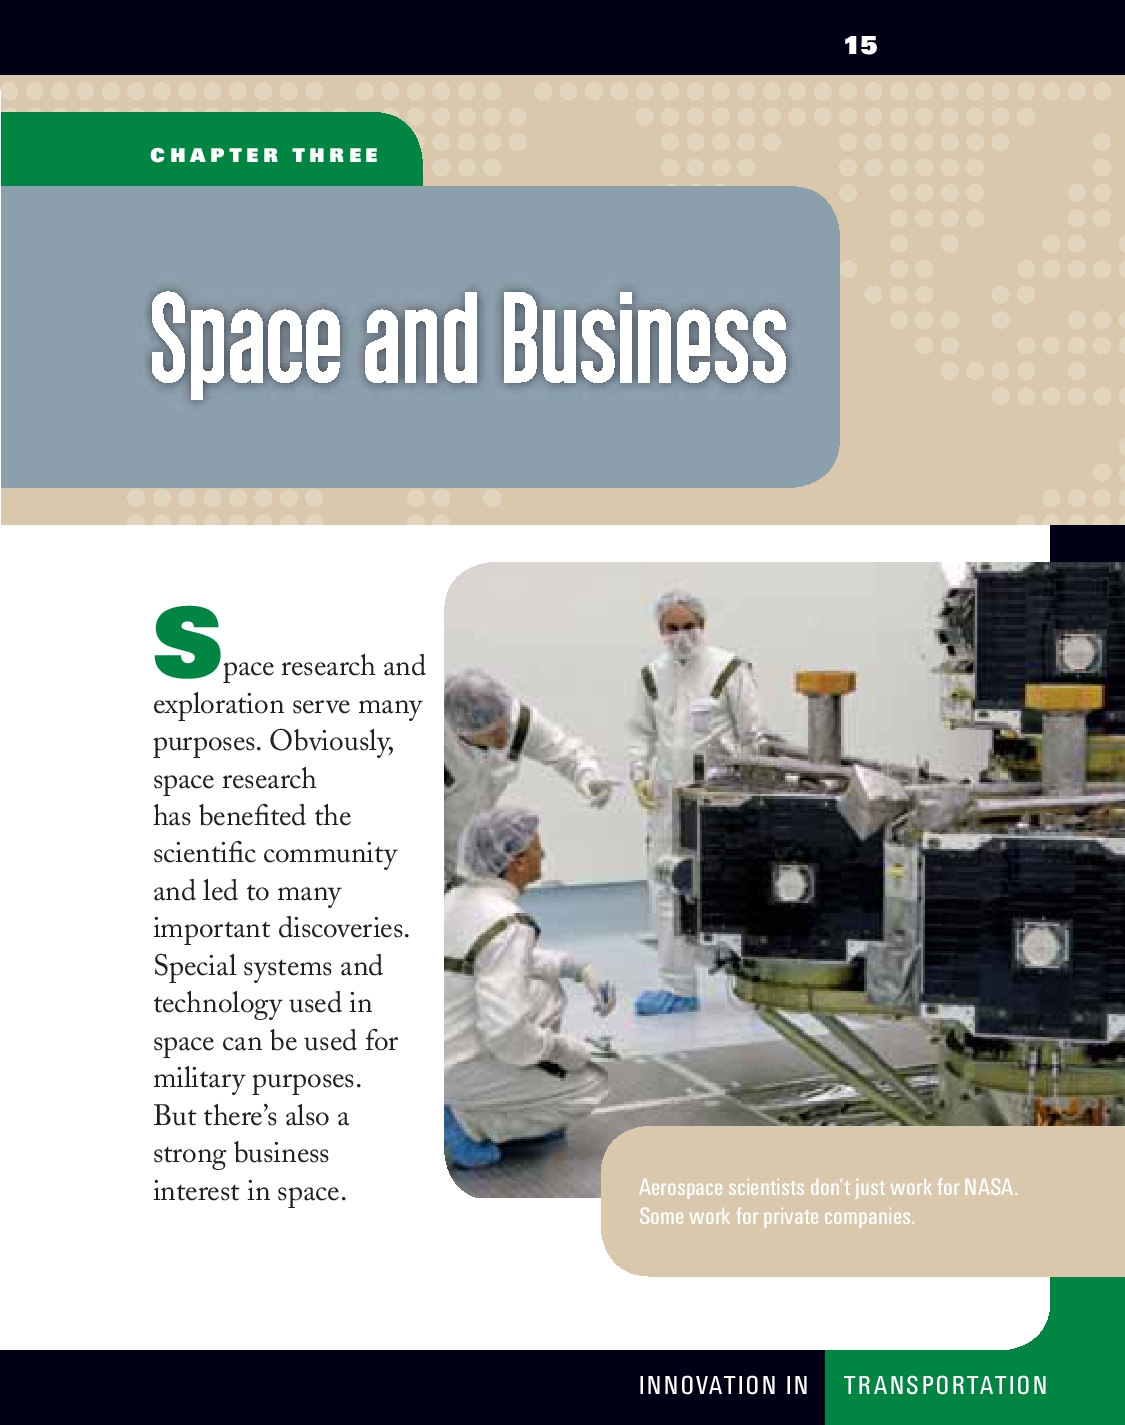 15
CHAPTER THREE
Space and Business
Space research and
exploration serve many
purposes. Obviously,
space research
has benefited the
scientific community
and led to many
important discoveries.
Special systems and
technology used in
space can be used for
military purposes.
But there’s also a
strong business
interest in space.
Aerospace scientists don’t just work for NASA.
Some work for private companies.
INNOVATION IN TRANSPORTATION